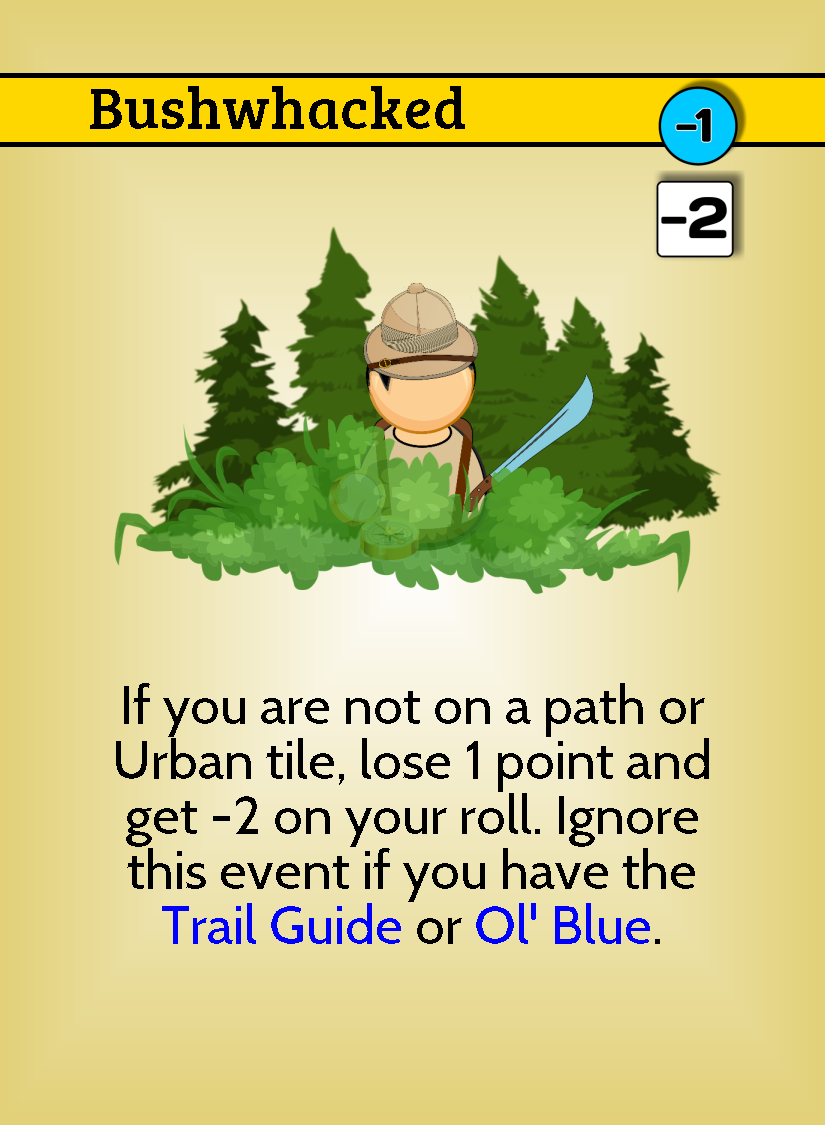 Bushwhacked
-1
-2
If you are not on a path or
Urban tile, lose 1 point and
get -2 on your roll. Ignore
this event if you have the
Trail Guide or Ol' Blue.